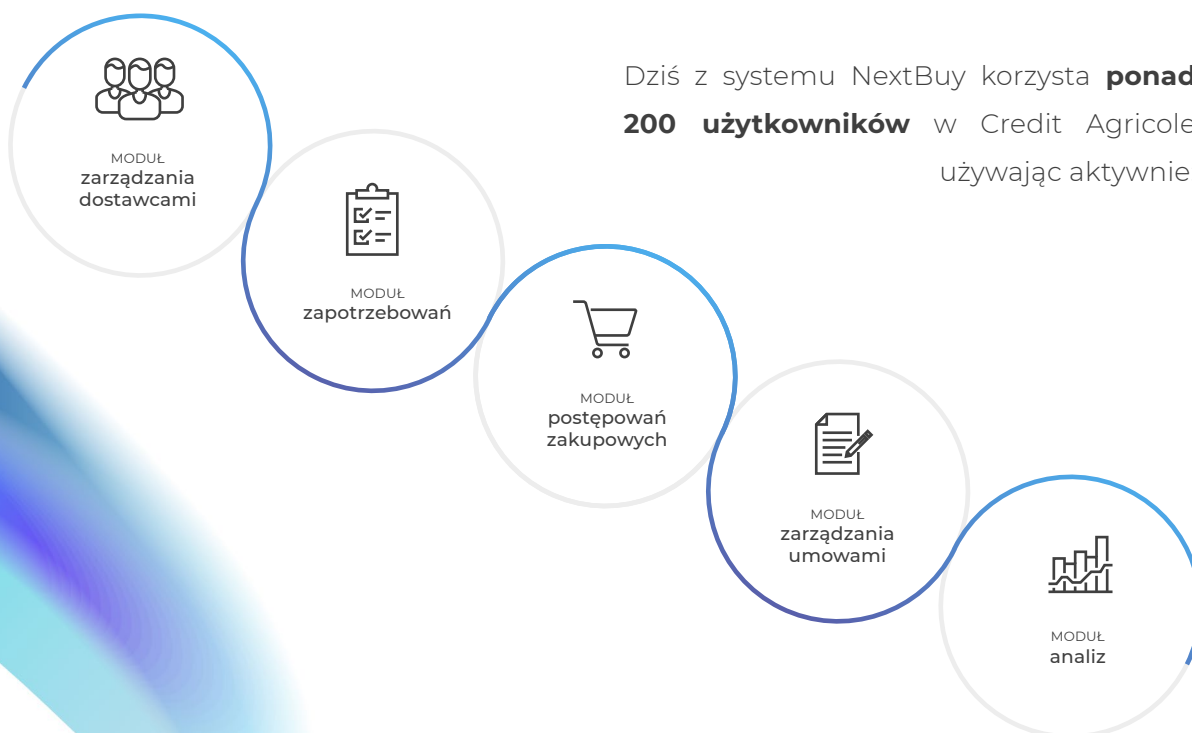 Dziś z systemu NextBuy korzysta ponad
200 użytkowników w Credit Agricole
używając aktywnie
MODUŁ
zarządzania
dostawcami
MODUŁ
zapotrzebowań
MODUŁ
postępowań
zakupowych
MODUŁ
zarządzania
umowami
MODUŁ
analiz